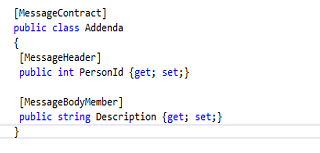 [MessageContract]
public class Addenda
{
[MessageHeader]
public int PersonId {get; set;}
[MessageBodyMember]
public string Description {get; set;}
}